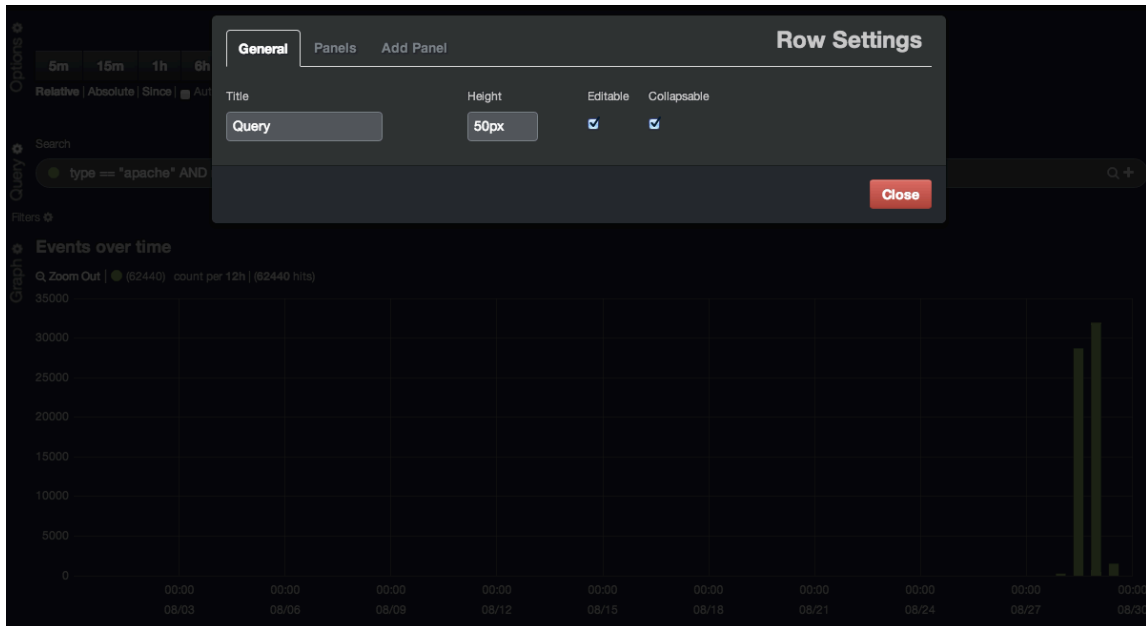 General Panels Add Panel Row Settings
Title Height Editable Collapsable
Query 50px
Close
Options
5m 15m 1h 6h
Relative | Absolute | Since | Aut
Query
Search
type == "apache" AND
Filters
Graph
Events over time
Zoom Out | (62440) count per 12h | (62440 hits)
35000
30000
25000
20000
15000
10000
5000
0
00:00 00:00 00:00 00:00 00:00 00:00 00:00 00:00 00:00 00:00
08/03 08/06 08/09 08/12 08/15 08/18 08/21 08/24 08/27 08/30